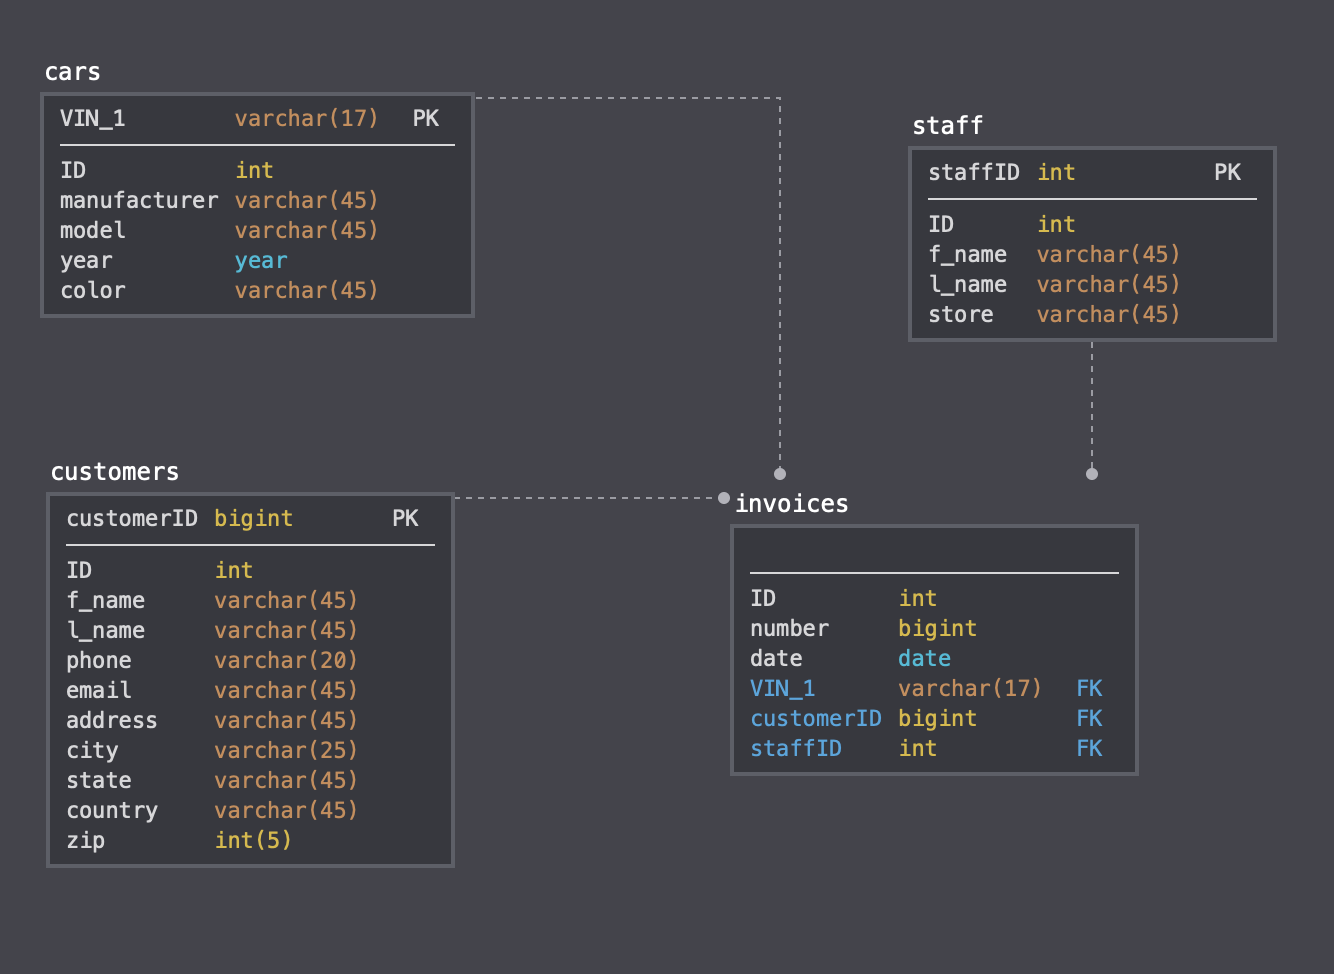 cars
VIN_1 varchar(17) PK
ID int
manufacturer varchar(45)
model varchar(45)
year year
color varchar(45)
staff
staffID int PK
ID int
f_name varchar(45)
l_name varchar(45)
store varchar(45)
customers
customerID bigint PK
ID int
f_name varchar(45)
l_name varchar(45)
phone varchar(20)
email varchar(45)
address varchar(45)
city varchar(25)
state varchar(45)
country varchar(45)
zip int(5)
invoices
ID int
number bigint
date date
VIN_1 varchar(17) FK
customerID bigint FK
staffID int FK